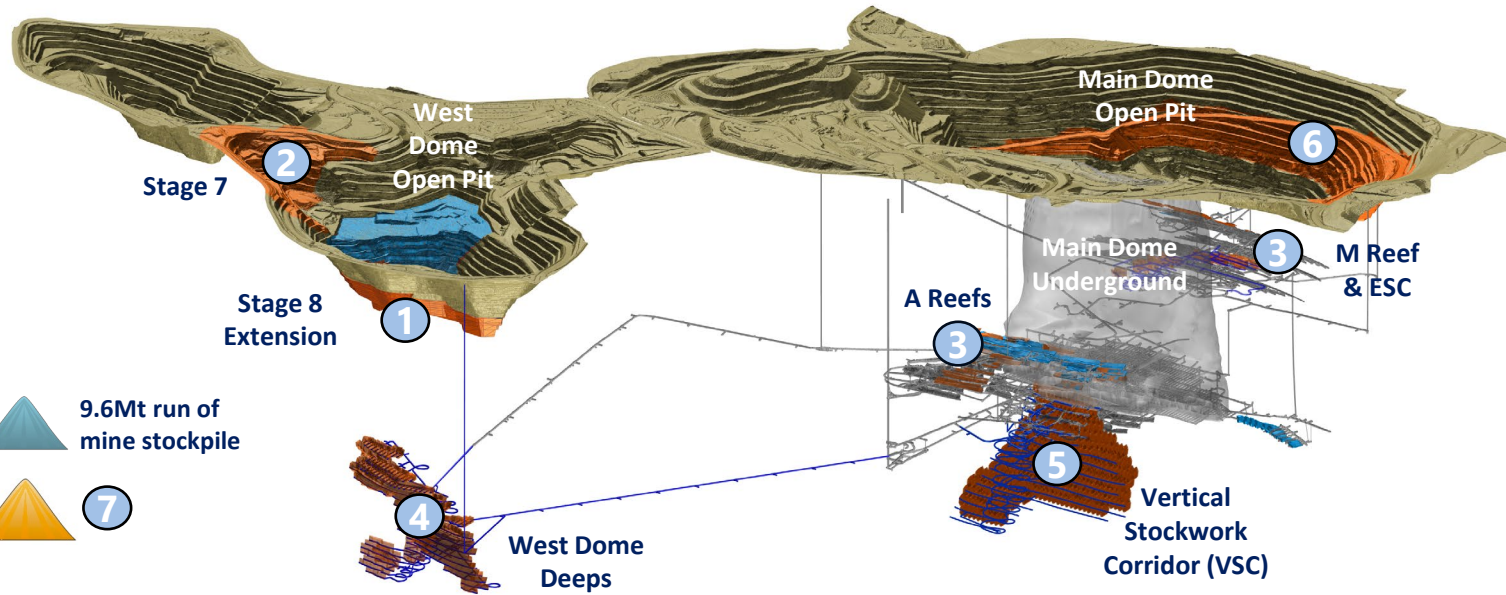 Main Dome
Open Pit
6
West
Dome
Open Pit
2
Stage 7
Main Dome
Underground
3
M Reef
& ESC
Stage 8
Extension
1
A Reefs
3
9.6Mt run of
mine stockpile
7
4
West Dome
Deeps
5
Vertical
Stockwork
Corridor (VSC)